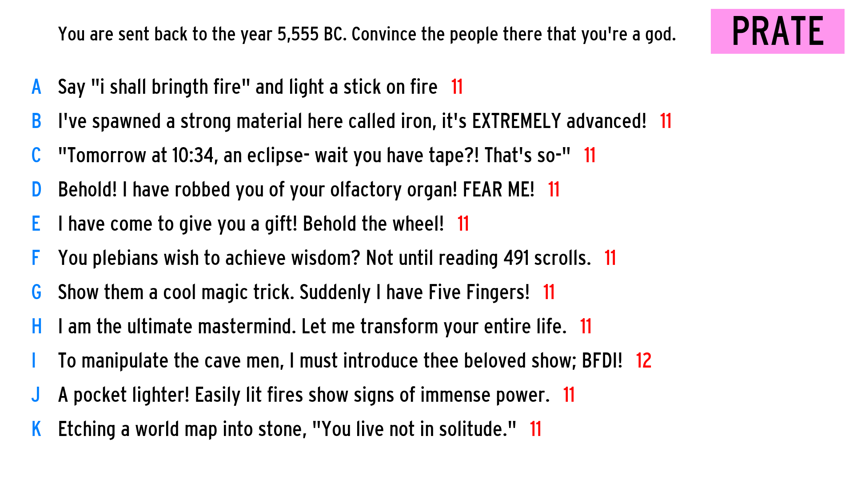 You are sent back to the year 5,555 BC. Convince the people there that you're a god.
PRATE
A Say "i shall bringth fire" and light a stick on fire 11
B I've spawned a strong material here called iron, it's EXTREMELY advanced! 11
C "Tomorrow at 10:34, an eclipse- wait you have tape?! That's so-" 11
D Behold! I have robbed you of your olfactory organ! FEAR ME! 11
E I have come to give you a gift! Behold the wheel! 11
F You plebians wish to achieve wisdom? Not until reading 491 scrolls. 11
G Show them a cool magic trick. Suddenly I have Five Fingers! 11
H I am the ultimate mastermind. Let me transform your entire life. 11
I To manipulate the cave men, I must introduce thee beloved show; BFDI! 12
J A pocket lighter! Easily lit fires show signs of immense power. 11
K Etching a world map into stone, "You live not in solitude." 11